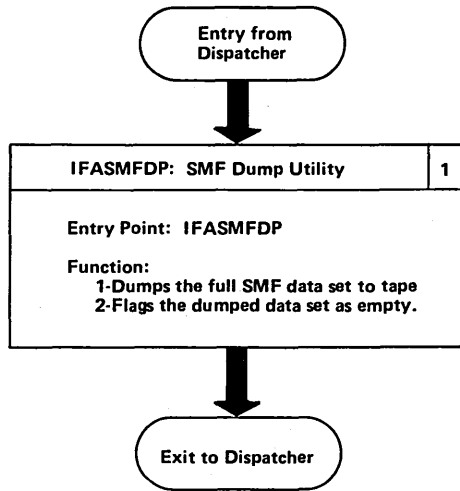 Entry from
Dispatcher
IFASMFDP: SMF Dump Utility 1
Entry Point: IFASMFDP
Function:
1-Dumps the full SMF data set to tape
2-Flags the dumped data set as empty.
Exit to Dispatcher